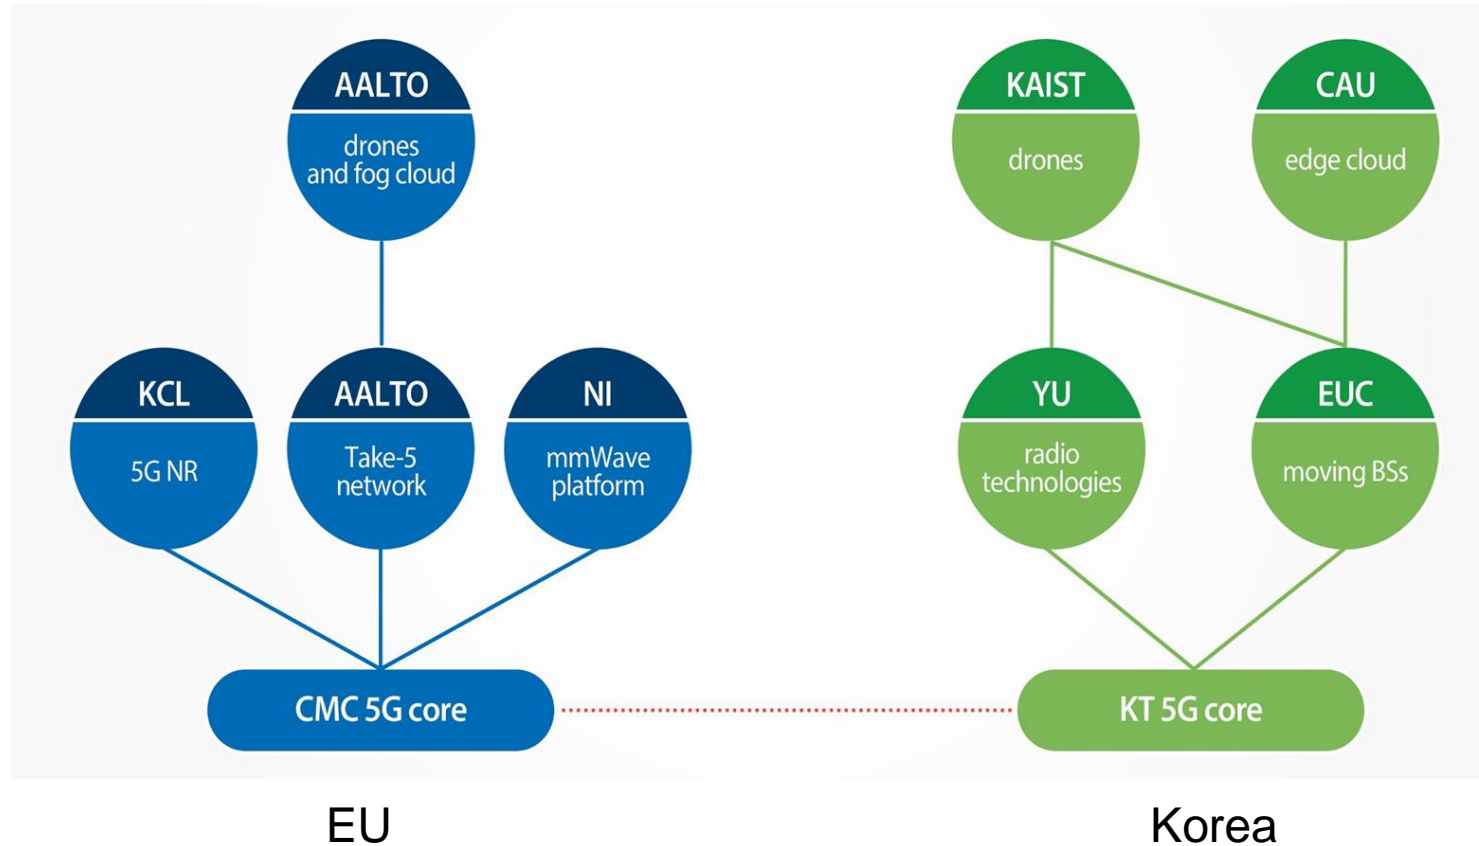 AALTO
drones
and fog cloud
KAIST
drones
CAU
edge cloud
KCL
5G NR
AALTO
Take-5
network
NI
mmWave
platform
YU
radio
technologies
EUC
moving BSs
CMC 5G core
KT 5G core
EU
Korea